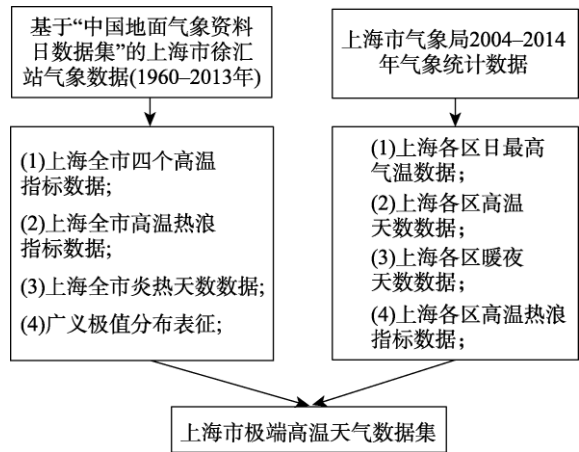 基于“中国地面气象资料
日数据集”的上海市徐汇
站气象数据(1960–2013年)
上海市气象局2004–2014
年气象统计数据
(1)上海全市四个高温
指标数据;
(2)上海全市高温热浪
指标数据;
(3)上海全市炎热天数数据;
(4)广义极值分布表征;
(1)上海各区日最高
气温数据;
(2)上海各区高温
天数数据;
(3)上海各区暖夜
天数数据;
(4)上海各区高温热浪
指标数据;
上海市极端高温天气数据集